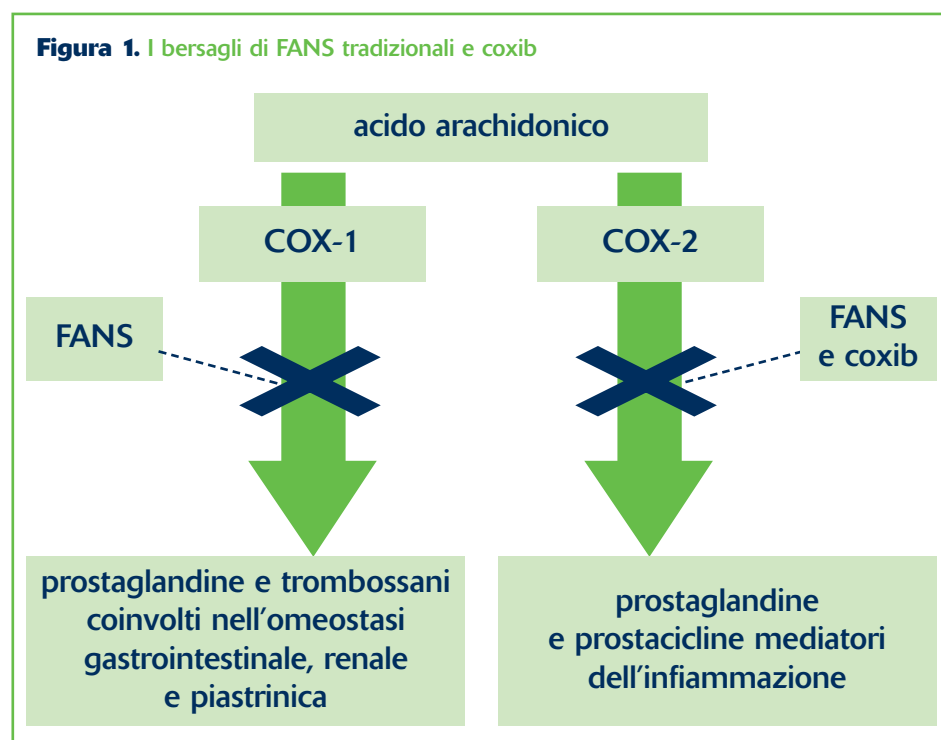 Figura 1. I bersagli di FANS tradizionali e coxib
acido arachidonico
COX-1
COX-2
FANS
FANS
e coxib
prostaglandine e trombossani
coinvolti nell’omeostasi
gastrointestinale, renale
e piastrinica
prostaglandine
e prostacicline mediatori
dell’infiammazione